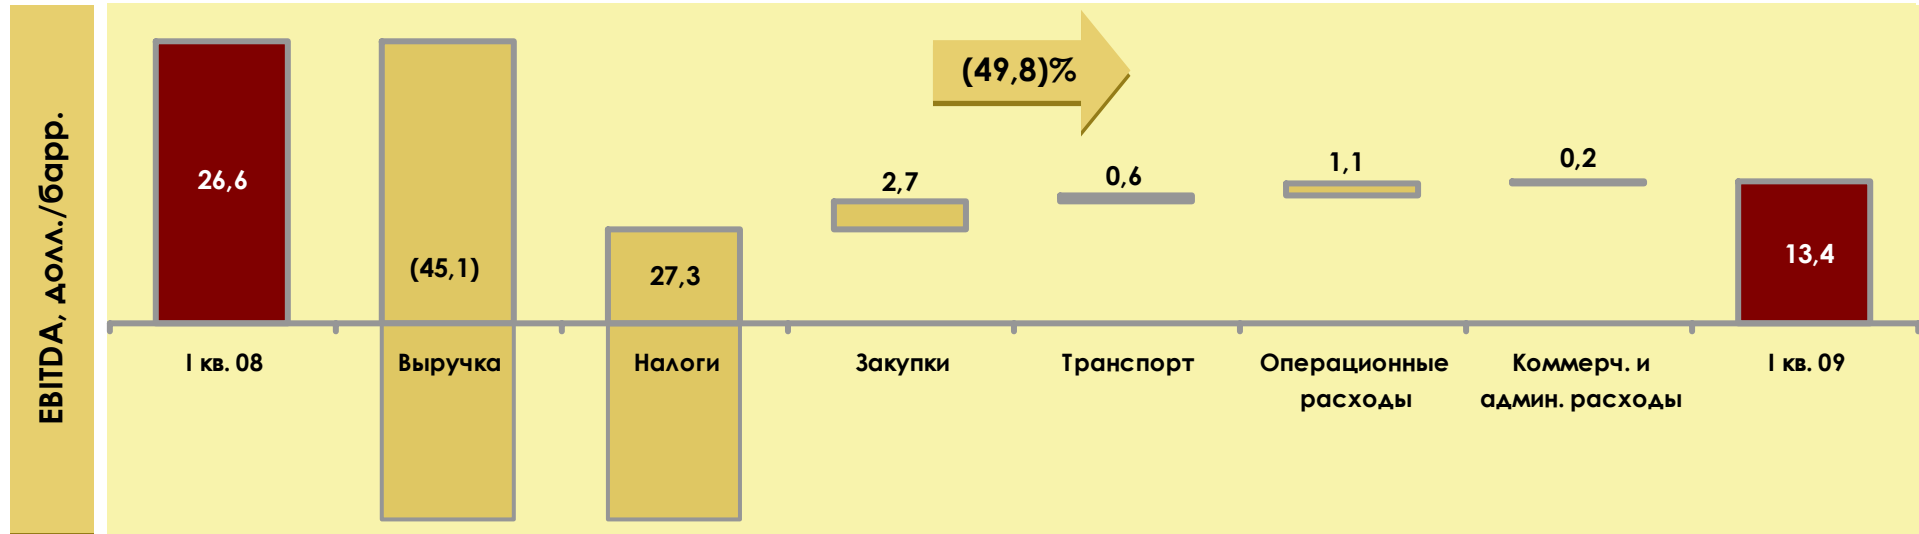 EBITDA, долл./барр.
(49,8)%
26,6
(45,1)
27,3
2,7
0,6
1,1
0,2
13,4
I кв. 08
Выручка
Налоги
Закупки
Транспорт
Операционные
расходы
Коммерч. и
админ. расходы
I кв. 09